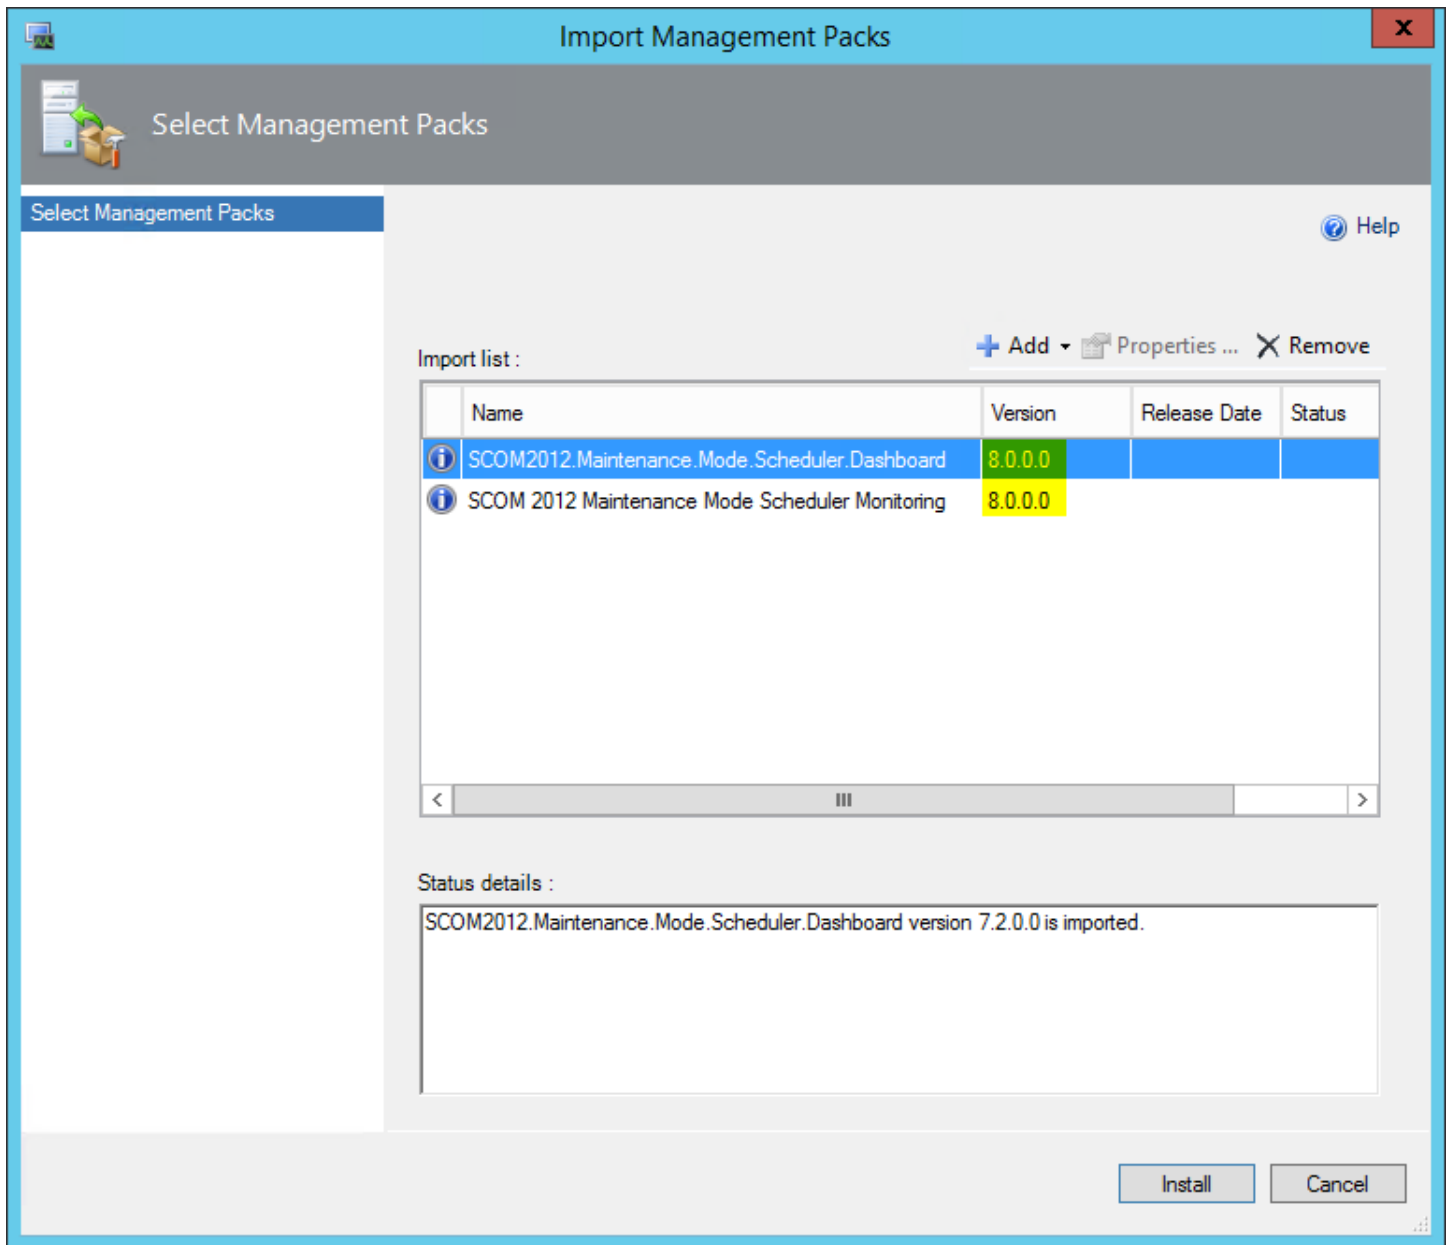 Import Management Packs
x
Select Management Packs
Select Management Packs
Help
Add Properties ... Remove
Import list :
Name Version Release Date Status
SCOM2012.Maintenance.Mode.Scheduler.Dashboard 8.0.0.0
SCOM 2012 Maintenance Mode Scheduler Monitoring 8.0.0.0
Status details :
SCOM2012.Maintenance.Mode.Scheduler.Dashboard version 7.2.0.0 is imported.
Install Cancel